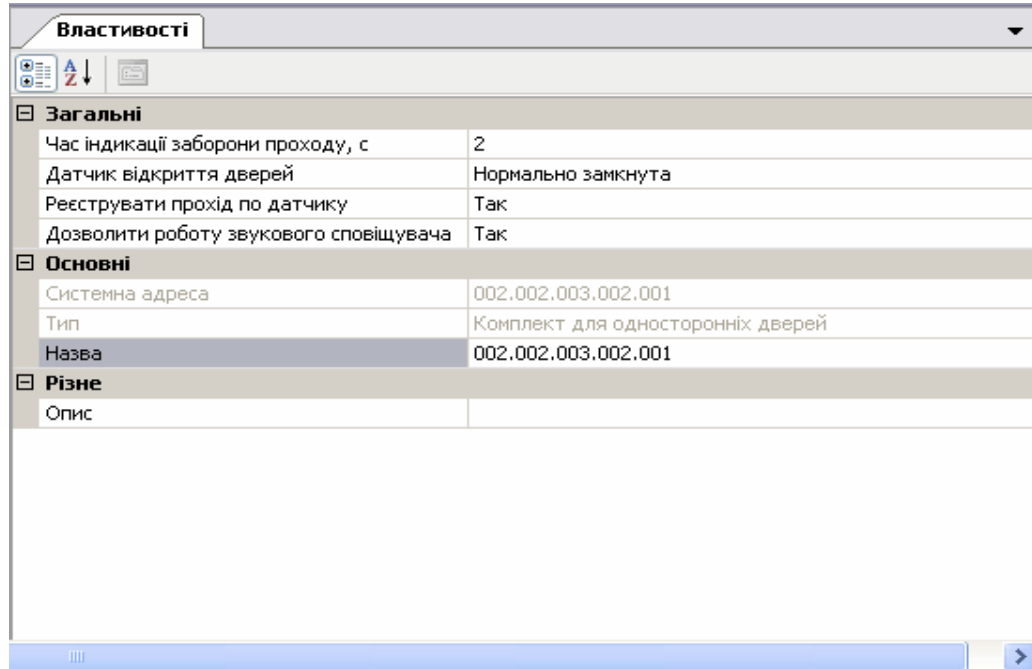 Властивості
Загальні
Час індикації заборони проходу, с 2
Датчик відкриття дверей Нормально замкнута
Реєструвати прохід по датчику Так
Дозволити роботу звукового сповіщувача Так
Основні
Системна адреса 002.002.003.002.001
Тип Комплект для односторонніх дверей
Назва 002.002.003.002.001
Різне
Опис